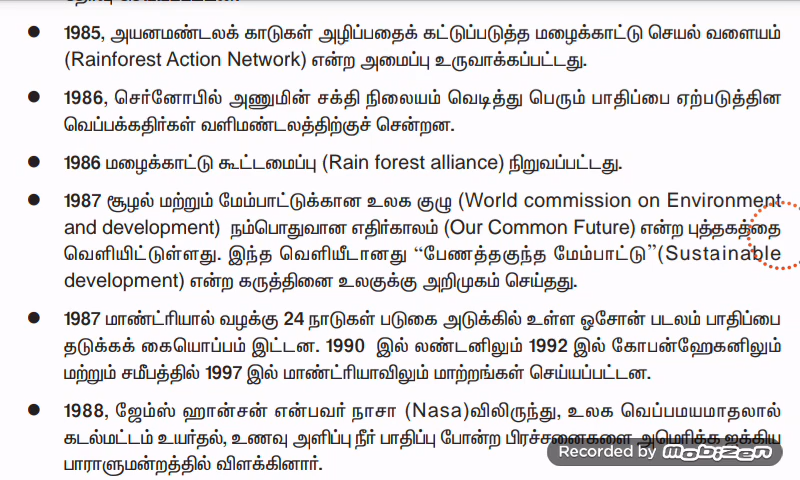 ● 1985, அயனமண்டலக் காடுகள் அழிப்பதைக் கட்டுப்படுத்த மழைக்காட்டு செயல் வளையம்
(Rainforest Action Network) என்ற அமைப்பு உருவாக்கப்பட்டது.
● 1986, செர்னோபில் அணுமின் சக்தி நிலையம் வெடித்து பெரும் பாதிப்பை ஏற்படுத்தின
வெப்பக்கதிர்கள் வளிமண்டலத்திற்குச் சென்றன.
● 1986 மழைக்காட்டு கூட்டமைப்பு (Rain forest alliance) நிறுவப்பட்டது.
● 1987 சூழல் மற்றும் மேம்பாட்டுக்கான உலக குழு (World commission on Environment
and development) நம்பொதுவான எதிர்காலம் (Our Common Future) என்ற புத்தகத்தை
வெளியிட்டுள்ளது. இந்த வெளியீடானது “பேணத்தகுந்த மேம்பாட்டு”(Sustainable
development) என்ற கருத்தினை உலகுக்கு அறிமுகம் செய்தது.
● 1987 மாண்ட்ரியால் வழக்கு 24 நாடுகள் படுகை அடுக்கில் உள்ள ஓசோன் படலம் பாதிப்பை
தடுக்கக் கையொப்பம் இட்டன. 1990 இல் லண்டனிலும் 1992 இல் கோபன்ஹேகனிலும்
மற்றும் சமீபத்தில் 1997 இல் மாண்ட்ரியாவிலும் மாற்றங்கள் செய்யப்பட்டன.
● 1988, ஜேம்ஸ் ஹான்சன் என்பவர் நாசா (Nasa)விலிருந்து, உலக வெப்பமயமாதலால்
கடல்மட்டம் உயர்தல், உணவு அளிப்பு நீர் பாதிப்பு போன்ற பிரச்சனைகளை அமெரிக்க ஐக்கிய
பாராளுமன்றத்தில் விளக்கினார்.
Recorded by mobizen